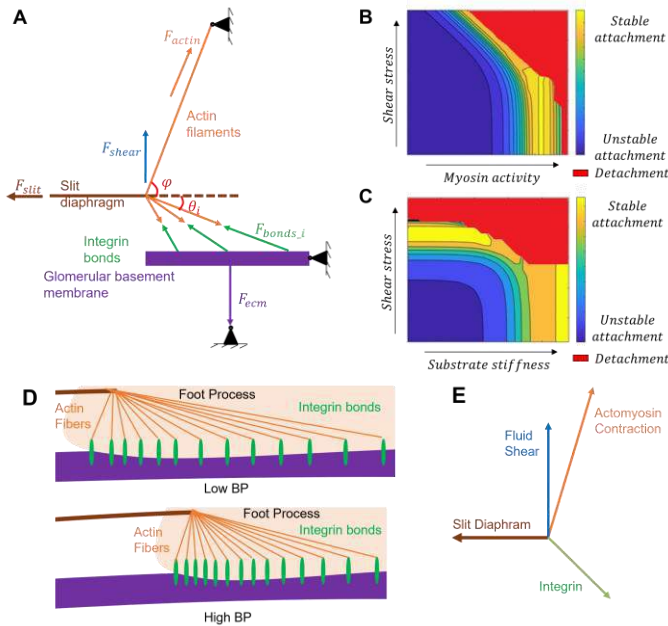 A
F_actin
Actin
filaments
F_shear
F_slit
Slit
diaphragm
φ
θ_i
F_bonds_i
Integrin
bonds
Glomerular basement
membrane
F_ecm
B
Shear stress
Myosin activity
Stable
attachment
Unstable
attachment
Detachment
C
Shear stress
Substrate stiffness
Stable
attachment
Unstable
attachment
Detachment
D
Foot Process
Actin
Fibers
Integrin bonds
Low BP
Foot Process
Actin
Fibers
Integrin bonds
High BP
E
Actomyosin
Contraction
Fluid
Shear
Slit Diaphram
Integrin